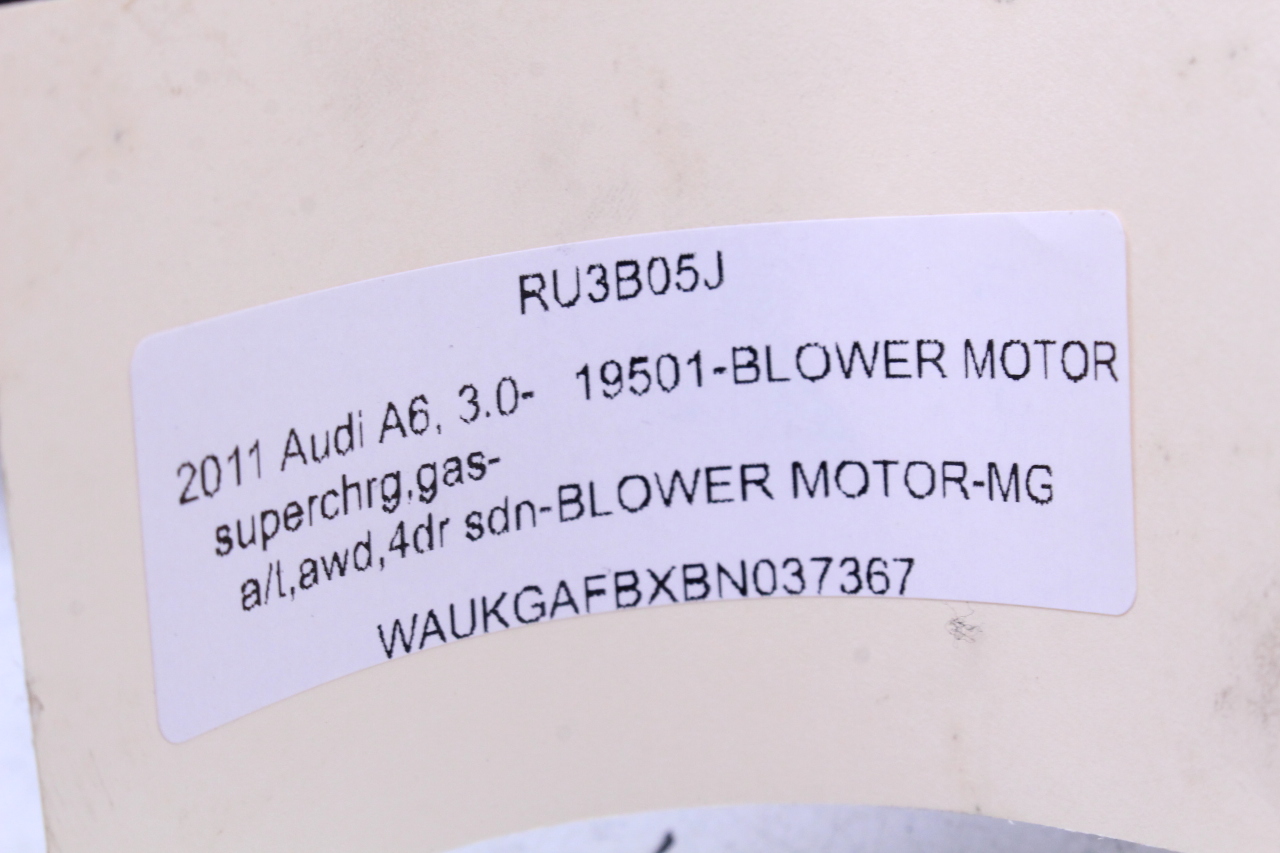 RU3B05J
2011 Audi A6, 3.0- 19501-BLOWER MOTOR
superchrg,gas-
a/t,awd,4dr sdn-BLOWER MOTOR-MG
WAUKGAFBXBN037367